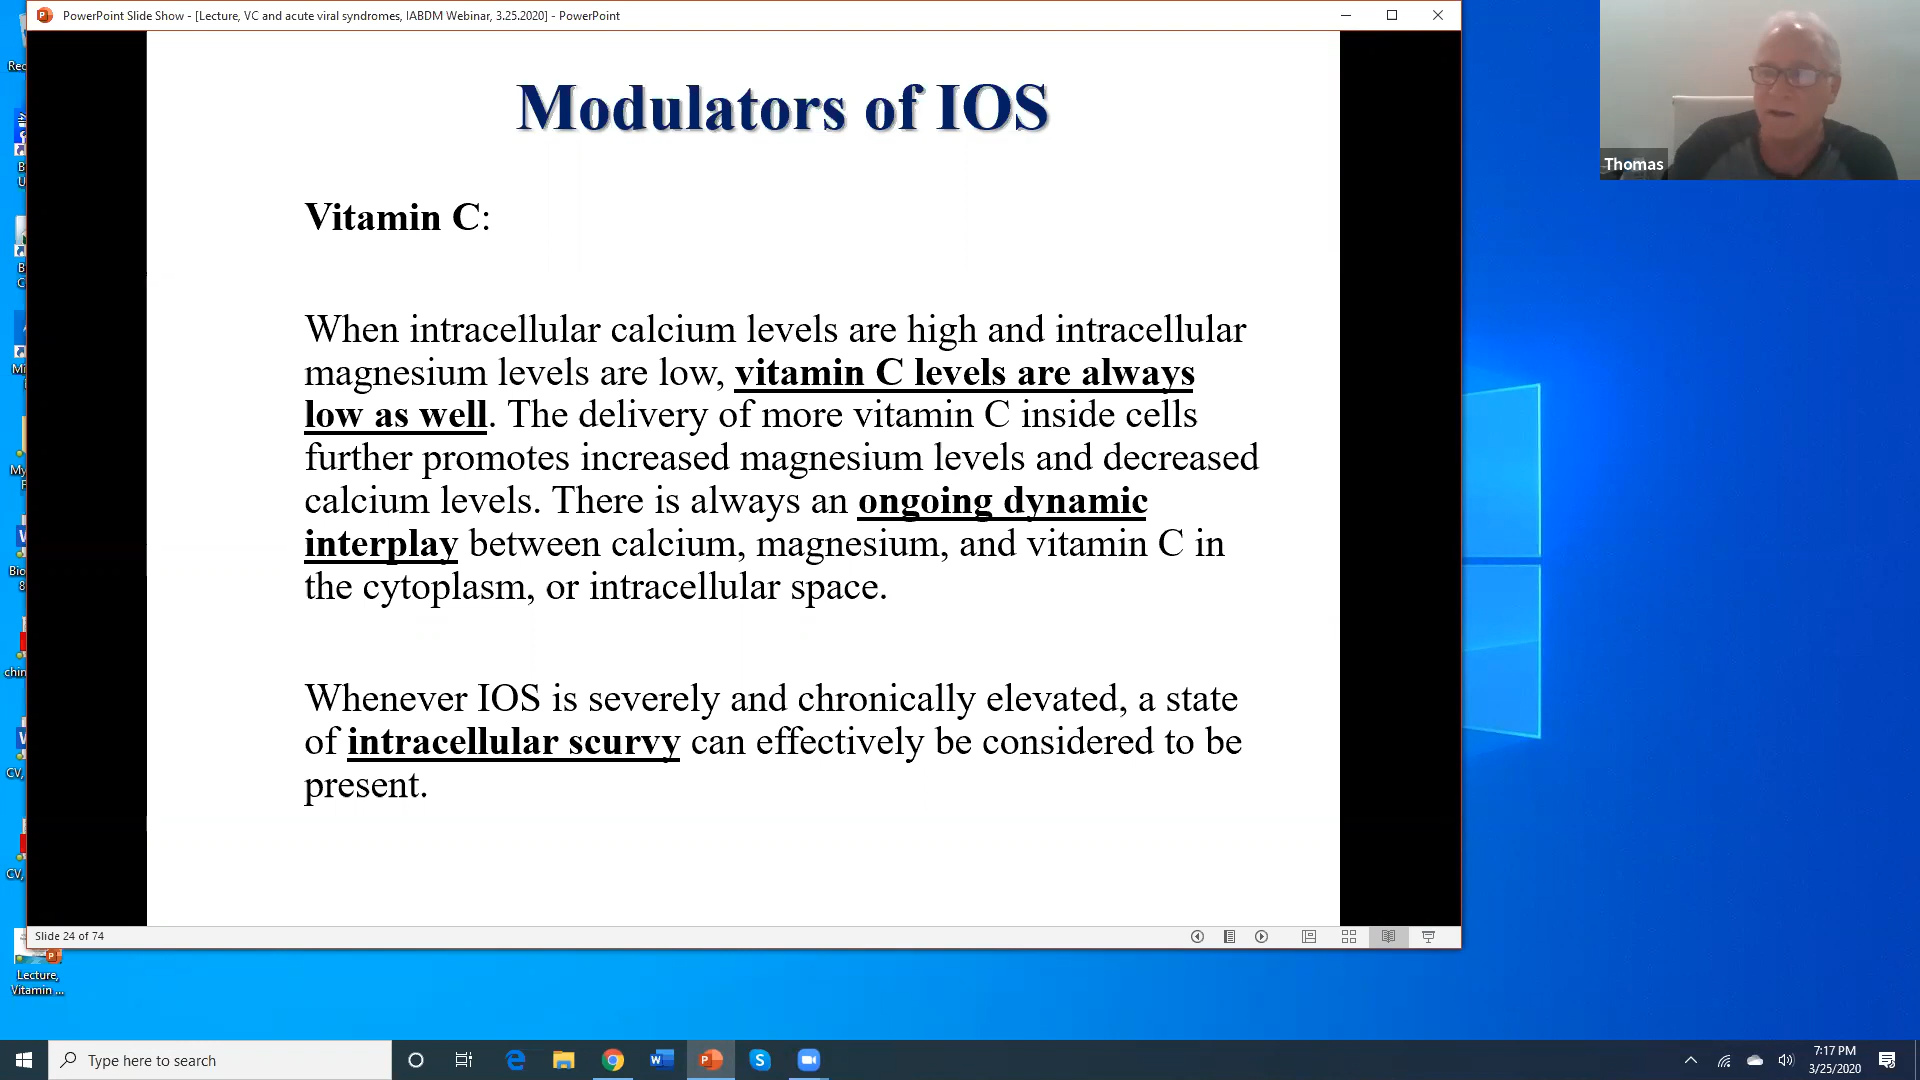 PowerPoint Slide Show - [Lecture, VC and acute viral syndromes, IABDM Webinar, 3.25.2020] - PowerPoint
Modulators of IOS
Vitamin C:
When intracellular calcium levels are high and intracellular
magnesium levels are low, vitamin C levels are always
low as well. The delivery of more vitamin C inside cells
further promotes increased magnesium levels and decreased
calcium levels. There is always an ongoing dynamic
interplay between calcium, magnesium, and vitamin C in
the cytoplasm, or intracellular space.
Whenever IOS is severely and chronically elevated, a state
of intracellular scurvy can effectively be considered to be
present.
Slide 24 of 74
Thomas
Lecture,
Vitamin ...
Type here to search
7:17 PM
3/25/2020